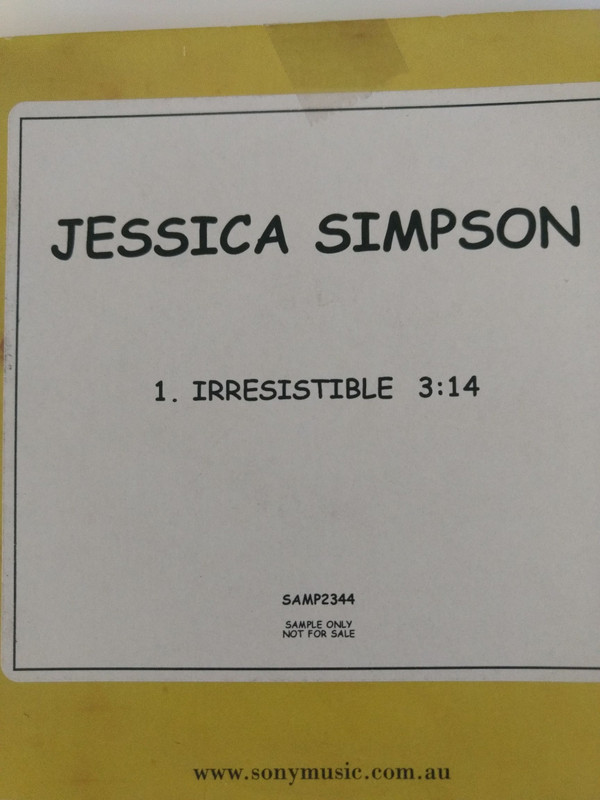 JESSICA SIMPSON
1. IRRESISTIBLE 3:14
SAMP2344
SAMPLE ONLY
NOT FOR SALE
www.sonymusic.com.au